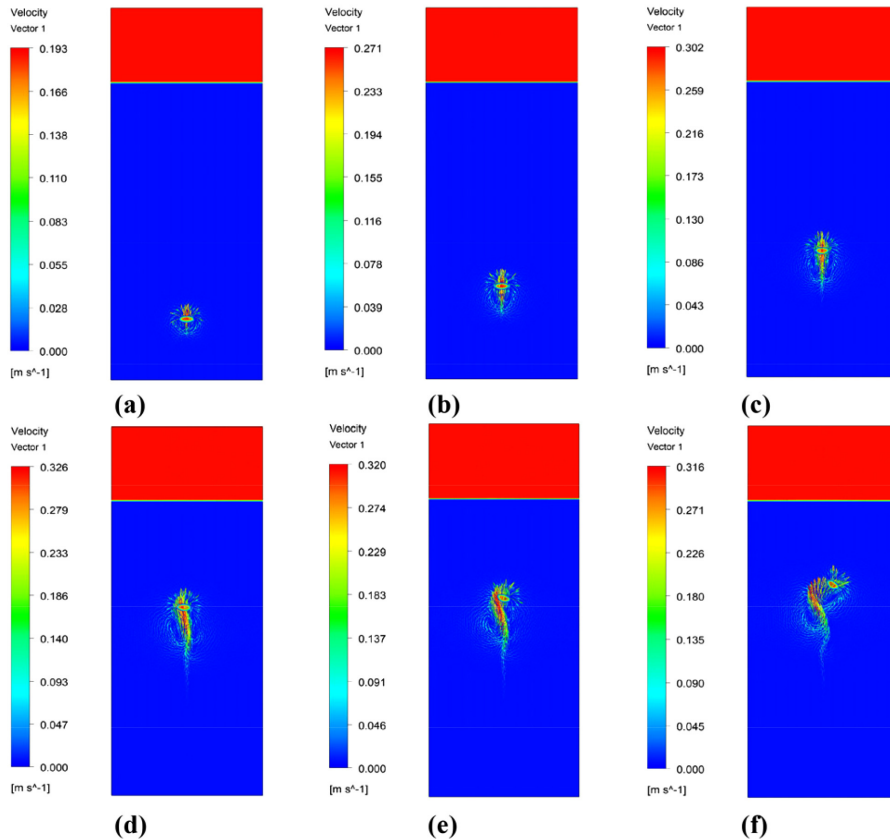 Velocity
Vector 1
0.193
0.166
0.138
0.110
0.083
0.055
0.028
0.000
[m s^-1]
(a)
Velocity
Vector 1
0.271
0.233
0.194
0.155
0.116
0.078
0.039
0.000
[m s^-1]
(b)
Velocity
Vector 1
0.302
0.259
0.216
0.173
0.130
0.086
0.043
0.000
[m s^-1]
(c)
Velocity
Vector 1
0.326
0.279
0.233
0.186
0.140
0.093
0.047
0.000
[m s^-1]
(d)
Velocity
Vector 1
0.320
0.274
0.229
0.183
0.137
0.091
0.046
0.000
[m s^-1]
(e)
Velocity
Vector 1
0.316
0.271
0.226
0.180
0.135
0.090
0.045
0.000
[m s^-1]
(f)